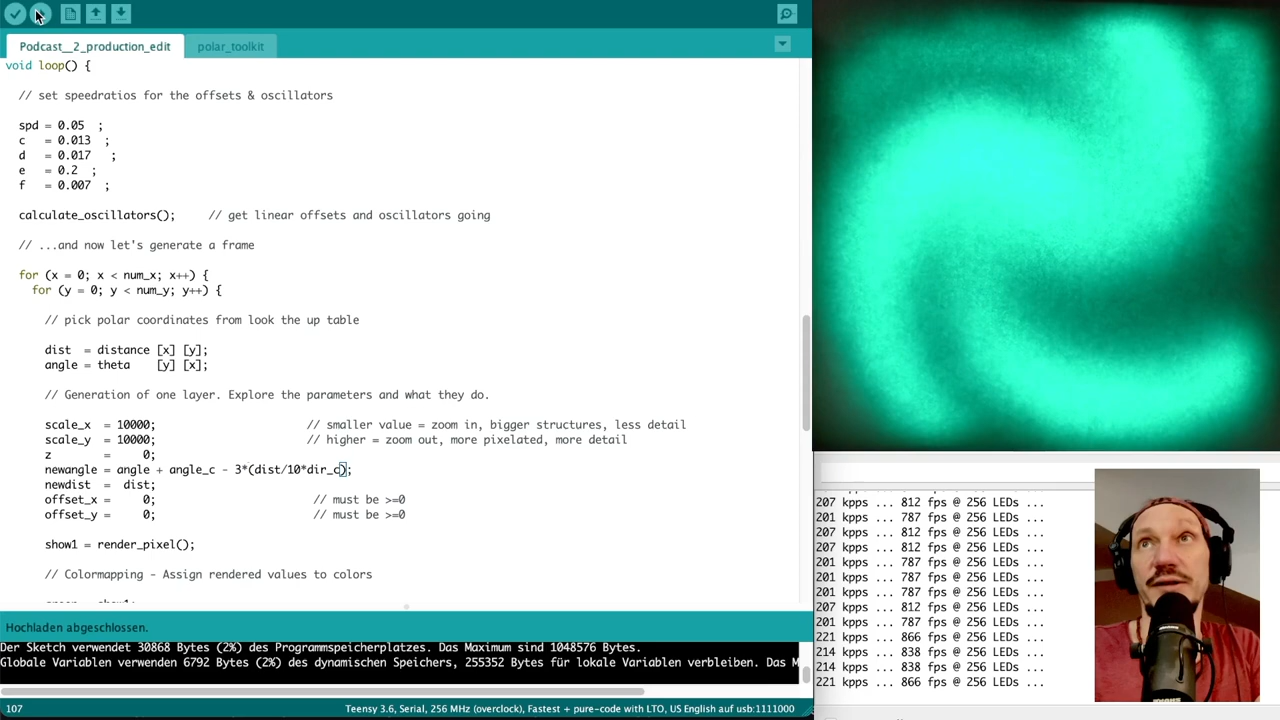 Podcast__2_production_edit
polar_toolkit
void loop() {
// set speedratios for the offsets & oscillators
spd = 0.05 ;
c = 0.013 ;
d = 0.017 ;
e = 0.2 ;
f = 0.007 ;
calculate_oscillators(); // get linear offsets and oscillators going
// ...and now let's generate a frame
for (x = 0; x < num_x; x++) {
for (y = 0; y < num_y; y++) {
// pick polar coordinates from look the up table
dist = distance [x] [y];
angle = theta [y] [x];
// Generation of one layer. Explore the parameters and what they do.
scale_x = 10000; // smaller value = zoom in, bigger structures, less detail
scale_y = 10000; // higher = zoom out, more pixelated, more detail
z = 0;
newangle = angle + angle_c - 3*(dist/10*dir_c);
newdist = dist;
offset_x = 0; // must be >=0
offset_y = 0; // must be >=0
show1 = render_pixel();
// Colormapping - Assign rendered values to colors
Hochladen abgeschlossen.
Der Sketch verwendet 30868 Bytes (2%) des Programmspeicherplatzes. Das Maximum sind 1048576 Bytes.
Globale Variablen verwenden 6792 Bytes (2%) des dynamischen Speichers, 255352 Bytes für lokale Variablen verbleiben. Das M
107
Teensy 3.6, Serial, 256 MHz (overclock), Fastest + pure-code with LTO, US English auf usb:1111000
207 kpps ... 812 fps @ 256 LEDs ...
201 kpps ... 787 fps @ 256 LEDs ...
207 kpps ... 812 fps @ 256 LEDs ...
207 kpps ... 812 fps @ 256 LEDs ...
201 kpps ... 787 fps @ 256 LEDs ...
201 kpps ... 787 fps @ 256 LEDs ...
201 kpps ... 787 fps @ 256 LEDs ...
207 kpps ... 812 fps @ 256 LEDs ...
201 kpps ... 787 fps @ 256 LEDs ...
221 kpps ... 866 fps @ 256 LEDs ...
214 kpps ... 838 fps @ 256 LEDs ...
214 kpps ... 838 fps @ 256 LEDs ...
221 kpps ... 866 fps @ 256 LEDs ...